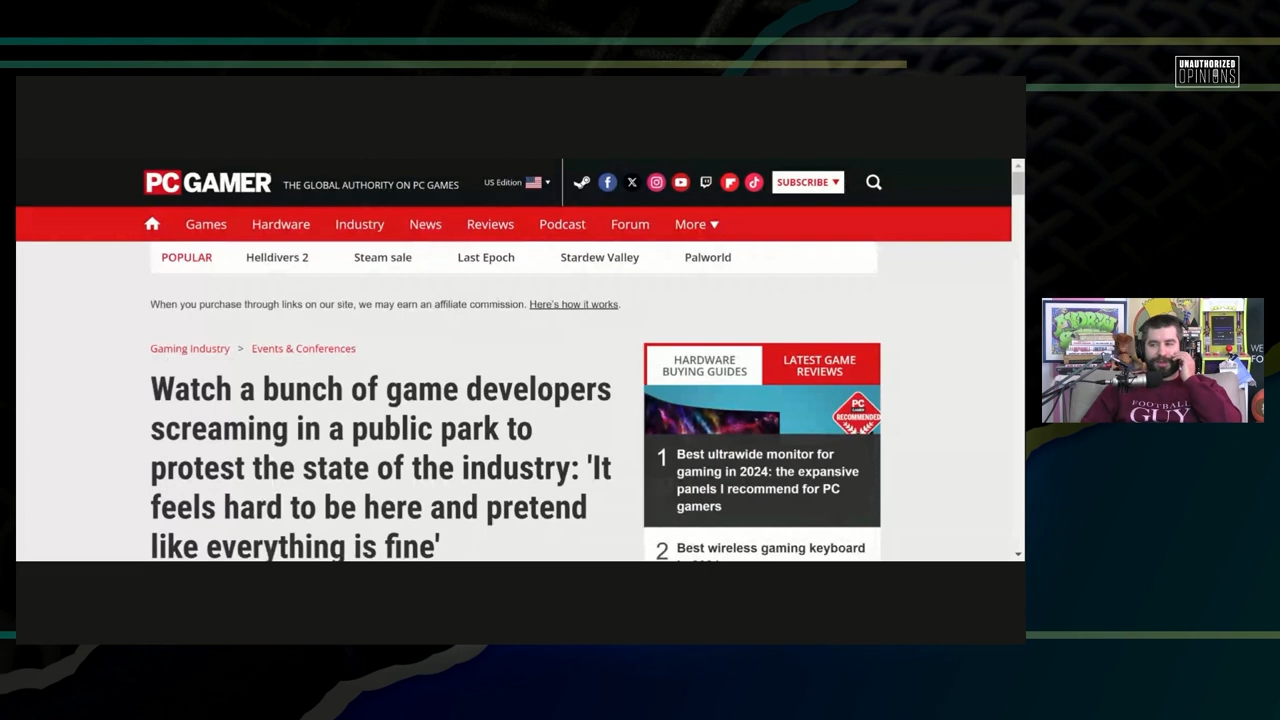 UNAUTHORIZED
OPINIONS
PC GAMER THE GLOBAL AUTHORITY ON PC GAMES US Edition SUBSCRIBE
Games Hardware Industry News Reviews Podcast Forum More
POPULAR Helldivers 2 Steam sale Last Epoch Stardew Valley Palworld
When you purchase through links on our site, we may earn an affiliate commission. Here's how it works.
Gaming Industry > Events & Conferences
Watch a bunch of game developers
screaming in a public park to
protest the state of the industry: 'It
feels hard to be here and pretend
like everything is fine'
HARDWARE
BUYING GUIDES
LATEST GAME
REVIEWS
PC
GAMER
RECOMMENDED
1 Best ultrawide monitor for
gaming in 2024: the expansive
panels I recommend for PC
gamers
2 Best wireless gaming keyboard
WE
FO
FOOTBALL
GUY